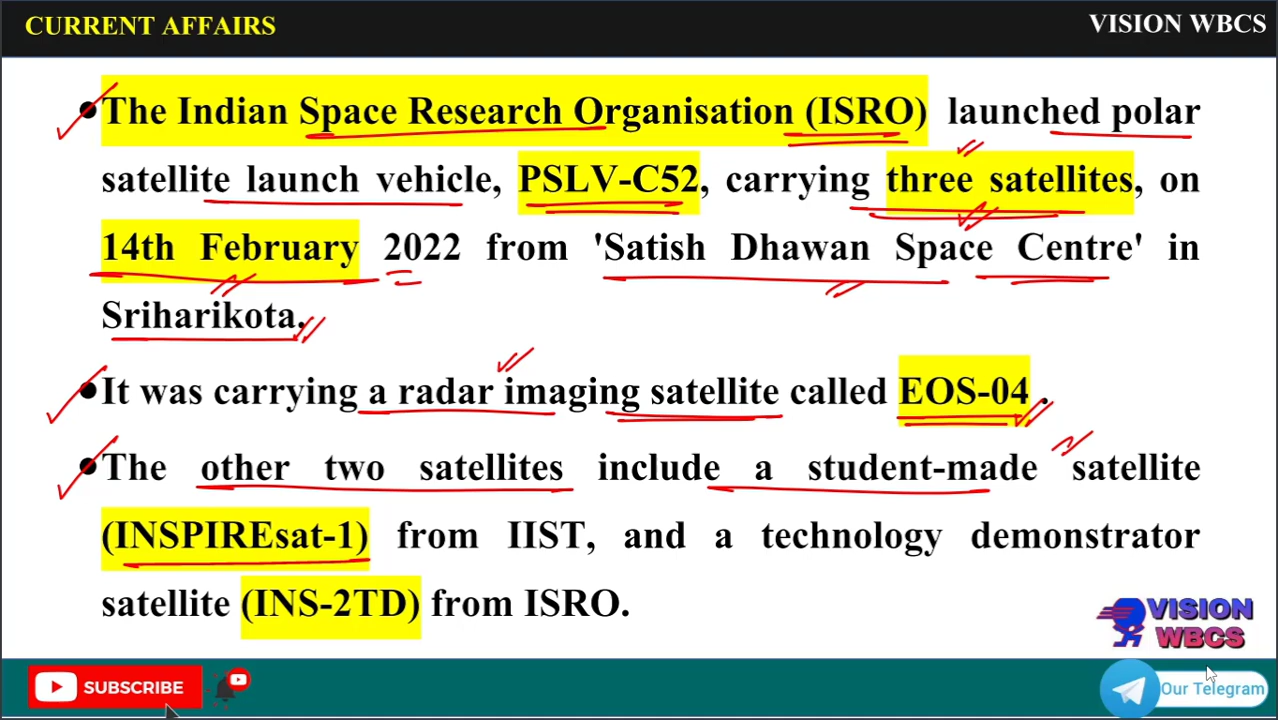 CURRENT AFFAIRS
VISION WBCS
• The Indian Space Research Organisation (ISRO) launched polar
satellite launch vehicle, PSLV-C52, carrying three satellites, on
14th February 2022 from 'Satish Dhawan Space Centre' in
Sriharikota.
• It was carrying a radar imaging satellite called EOS-04 .
• The other two satellites include a student-made satellite
(INSPIREsat-1) from IIST, and a technology demonstrator
satellite (INS-2TD) from ISRO.
VISION
WBCS
SUBSCRIBE
Our Telegram